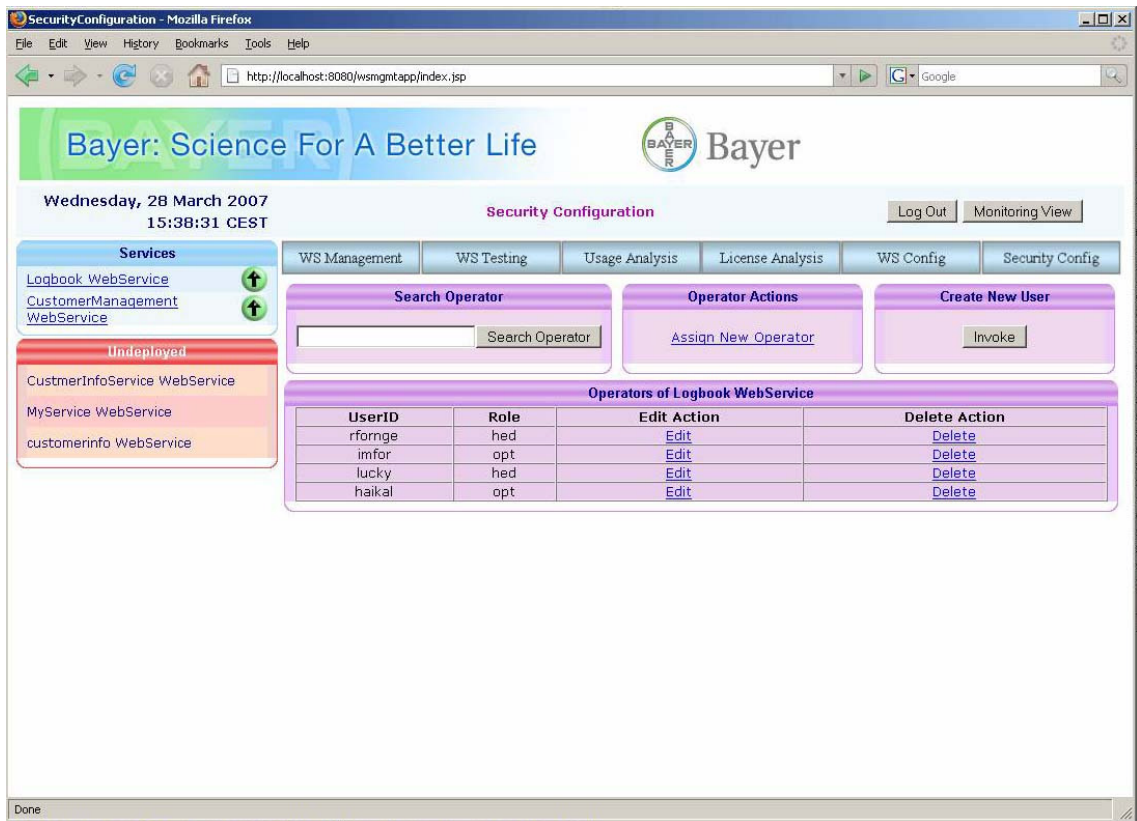 SecurityConfiguration - Mozilla Firefox
File Edit View History Bookmarks Tools Help
http://localhost:8080/wsmgmtapp/index.jsp
G Google
Bayer: Science For A Better Life
BAYER
BAYER
Bayer
Wednesday, 28 March 2007
15:38:31 CEST
Security Configuration
Log Out Monitoring View
Services
Logbook WebService
CustomerManagement
WebService
Undeployed
CustmerInfoService WebService
MyService WebService
customerinfo WebService
WS Management WS Testing Usage Analysis License Analysis WS Config Security Config
Search Operator
Search Operator
Operator Actions
Assign New Operator
Create New User
Invoke
Operators of Logbook WebService
UserID Role Edit Action Delete Action
rfornge hed Edit Delete
imfor opt Edit Delete
lucky hed Edit Delete
haikal opt Edit Delete
Done